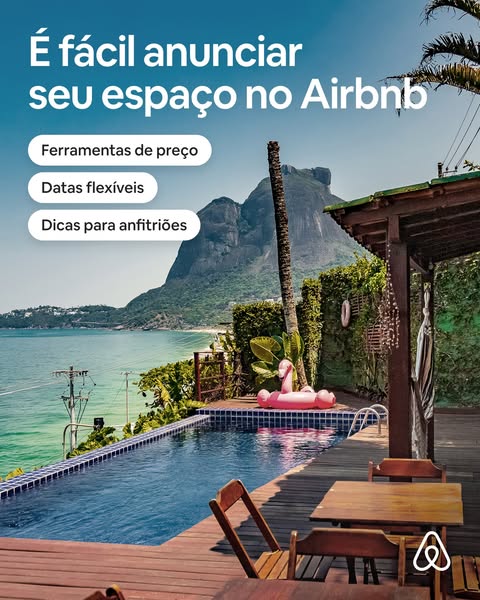 É fácil anunciar
seu espaço no Airbnb
Ferramentas de preço
Datas flexíveis
Dicas para anfitriões